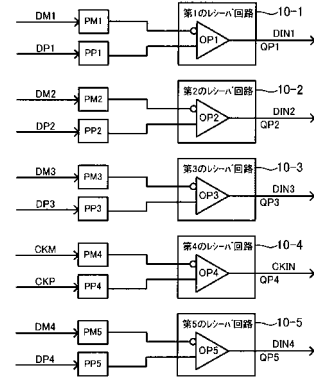 第1のレシーバ回路 10-1
DM1 PM1 DIN1
DP1 PP1 OP1 QP1
第2のレシーバ回路 10-2
DM2 PM2 DIN2
DP2 PP2 OP2 QP2
第3のレシーバ回路 10-3
DM3 PM3 DIN3
DP3 PP3 OP3 QP3
第4のレシーバ回路 10-4
CKM PM4 CKIN
CKP PP4 OP4 QP4
第5のレシーバ回路 10-5
DM4 PM5 DIN4
DP4 PP5 OP5 QP5